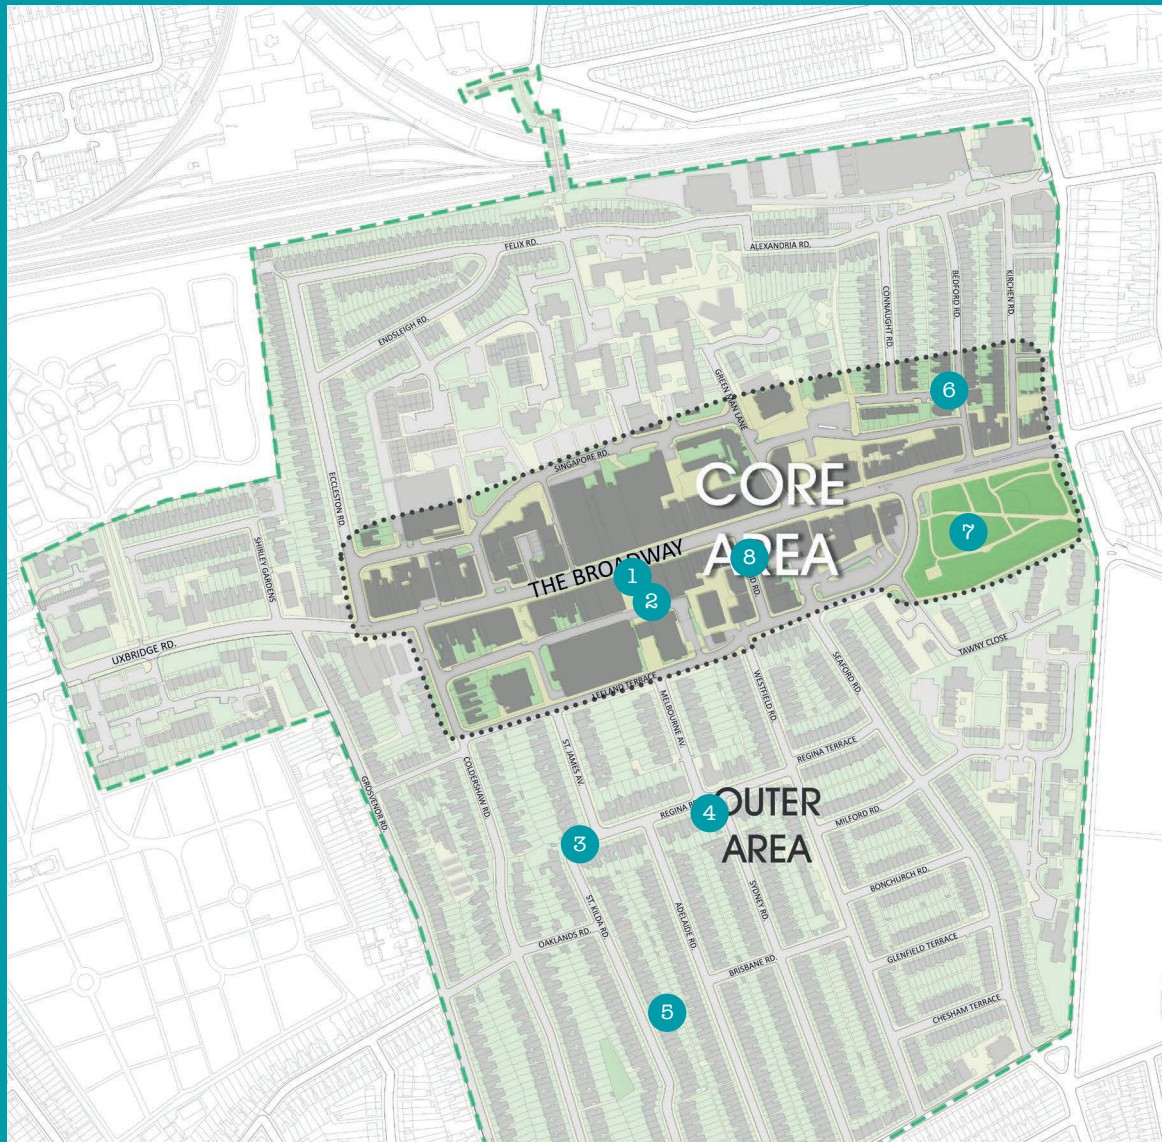 FELIX RD.
ALEXANDRIA RD.
CONNAUGHT RD.
BEDFORD RD.
KIRCHEN RD.
ENDSLEIGH RD.
GREEN MAN LANE
6
SINGAPORE RD.
ECCLESTON RD.
CORE
AREA
7
SHIRLEY GARDENS
THE BROADWAY
8
1
2
UXBRIDGE RD.
TAWNY CLOSE
SEAFORD RD.
LEELAND TERRACE
WESTFIELD RD.
MELBOURNE AV.
ST. JAMES AV.
REGINA TERRACE
COLDERSHAW RD.
GROSVENOR RD.
REGINA
4
OUTER
AREA
MILFORD RD.
3
BONCHURCH RD.
SYDNEY RD.
ST. KILDA RD.
ADELAIDE RD.
OAKLANDS RD.
GLENFIELD TERRACE
BRISBANE RD.
5
CHESHAM TERRACE